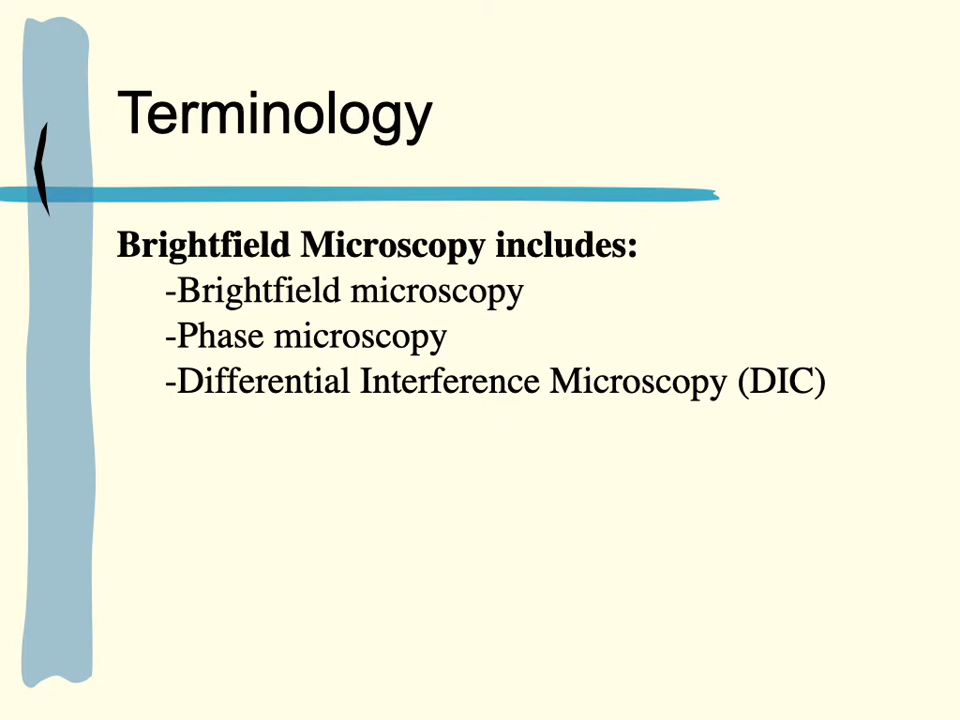 Terminology
Brightfield Microscopy includes:
-Brightfield microscopy
-Phase microscopy
-Differential Interference Microscopy (DIC)